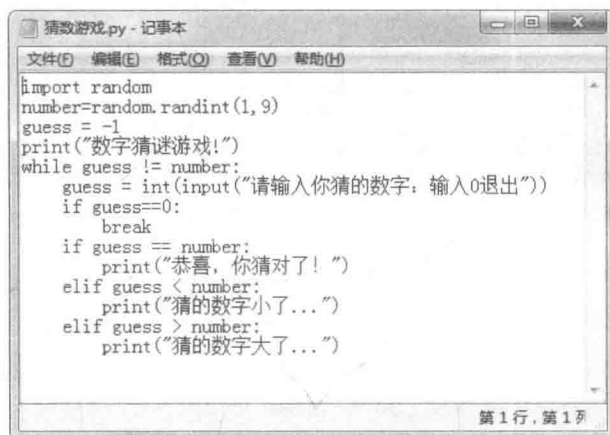 猜数游戏.py - 记事本
文件(F) 编辑(E) 格式(O) 查看(V) 帮助(H)
import random
number=random.randint(1,9)
guess = -1
print("数字猜谜游戏!")
while guess != number:
    guess = int(input("请输入你猜的数字：输入0退出"))
    if guess==0:
        break
    if guess == number:
        print("恭喜，你猜对了！")
    elif guess < number:
        print("猜的数字小了...")
    elif guess > number:
        print("猜的数字大了...")
第1行，第1列